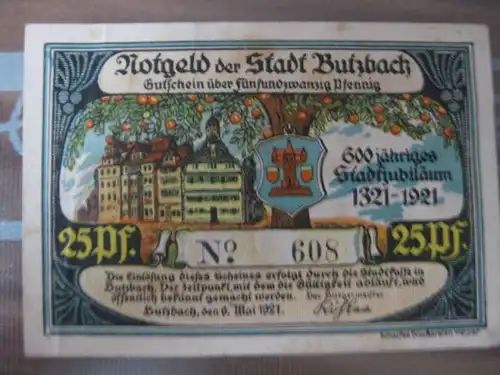 Notgeld der Stadt Butzbach
Gutschein über fünfundzwanzig Pfennig
600 jähriges
Stadtjubiläum
1321-1921
25 Pf. No. 608 25 Pf.
Die Einlösung dieses Scheines erfolgt durch die Stadtkasse in
Butzbach. Der Zeitpunkt, mit dem die Gültigkeit abläuft, wird
öffentlich bekannt gemacht werden. Der Bürgermeister
Butzbach, den 6. Mai 1921.